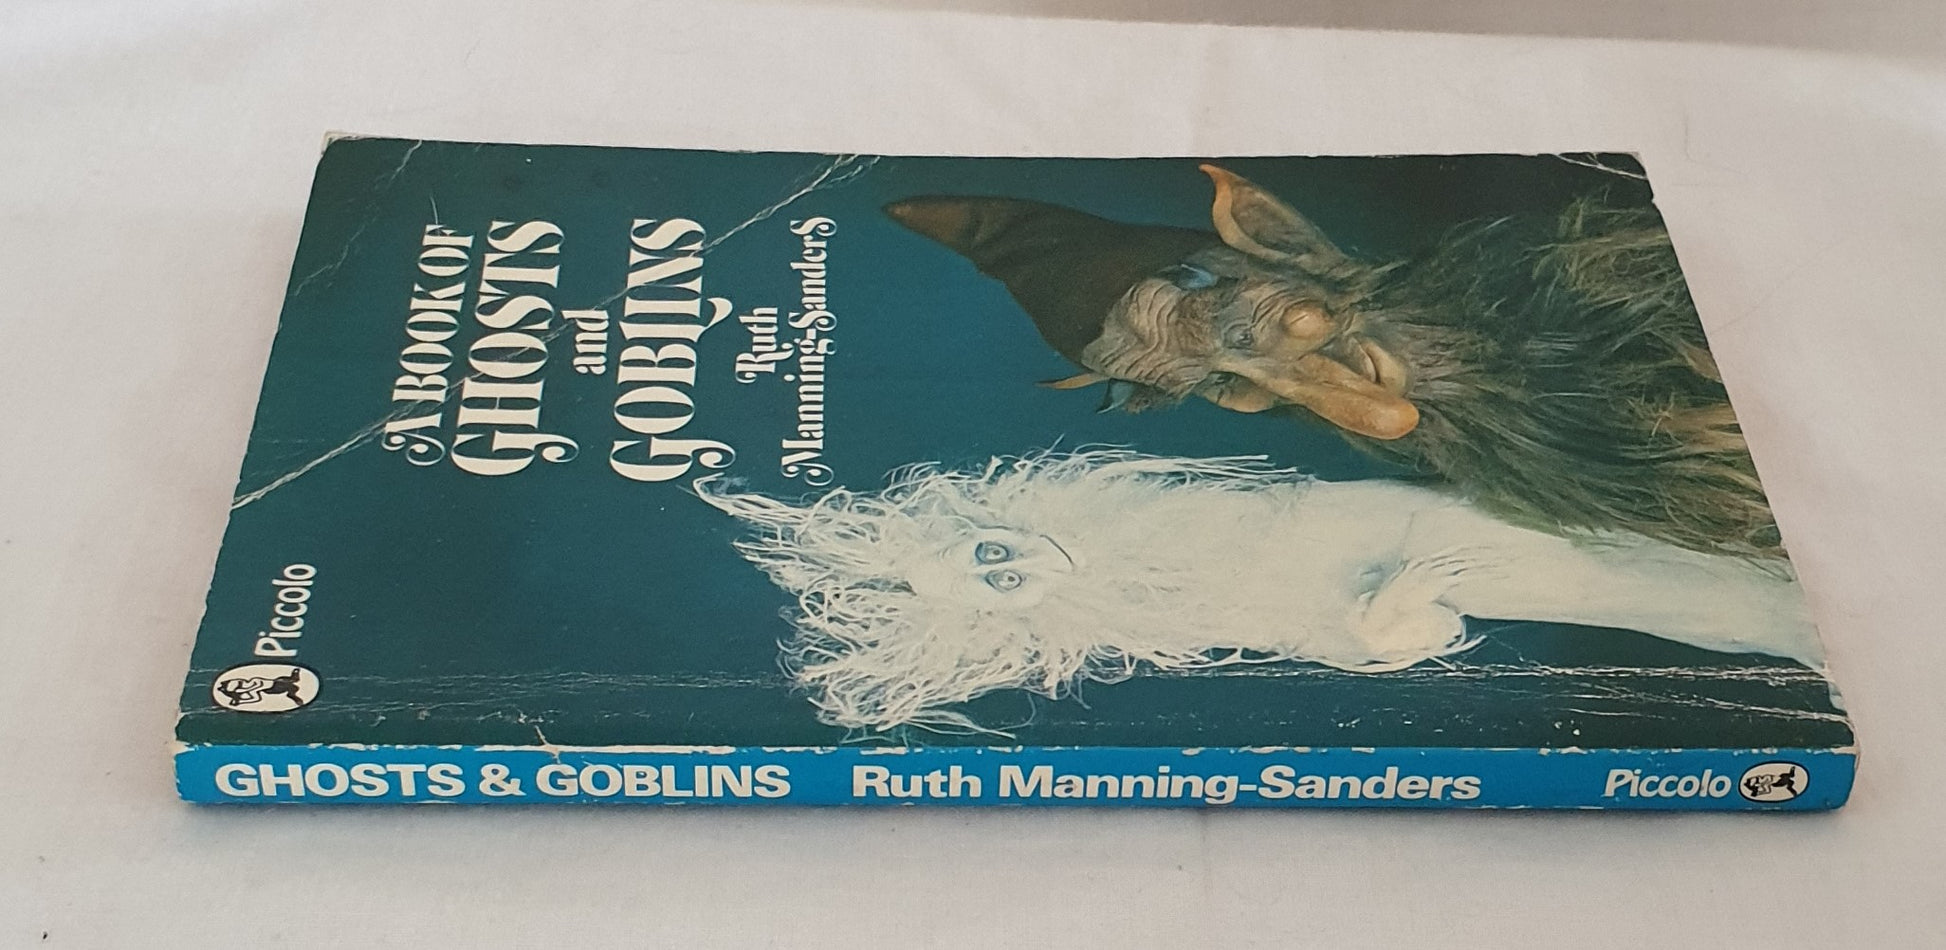 Piccolo
A BOOK OF
GHOSTS
and
GOBLINS
Ruth
Manning-Sanders
GHOSTS & GOBLINS Ruth Manning-Sanders Piccolo